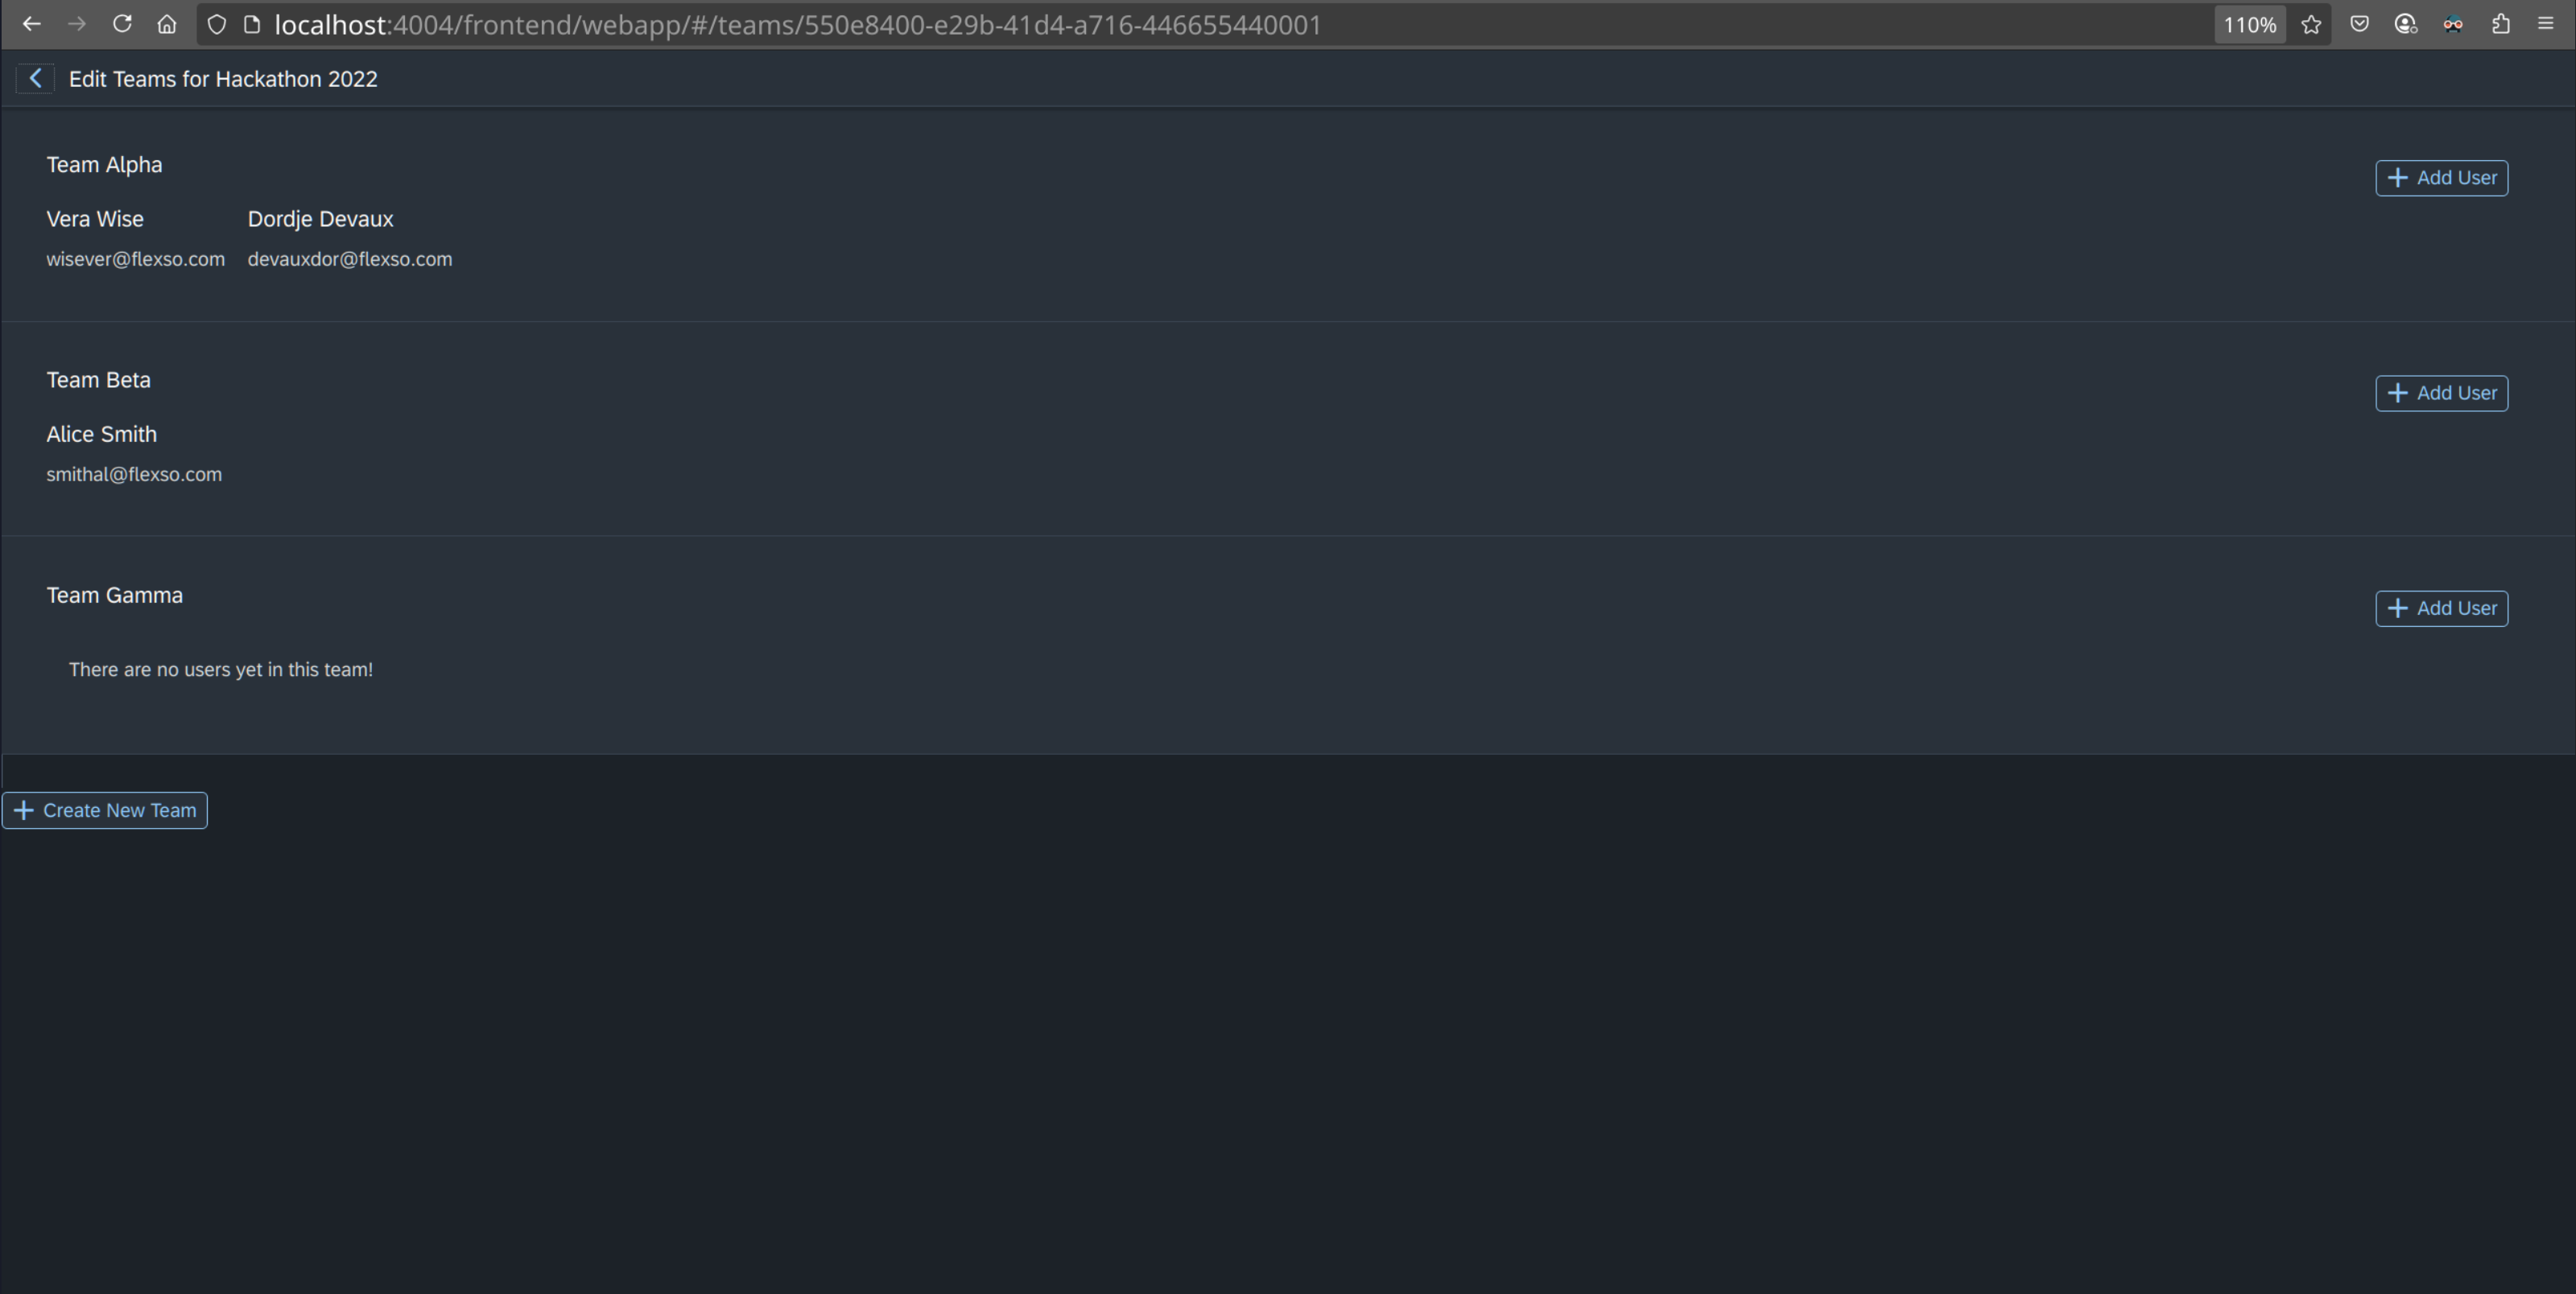 localhost:4004/frontend/webapp/#/teams/550e8400-e29b-41d4-a716-446655440001 110%
Edit Teams for Hackathon 2022
Team Alpha
Add User
Vera Wise Dordje Devaux
wisever@flexso.com devauxdor@flexso.com
Team Beta
Add User
Alice Smith
smithal@flexso.com
Team Gamma
Add User
There are no users yet in this team!
Create New Team